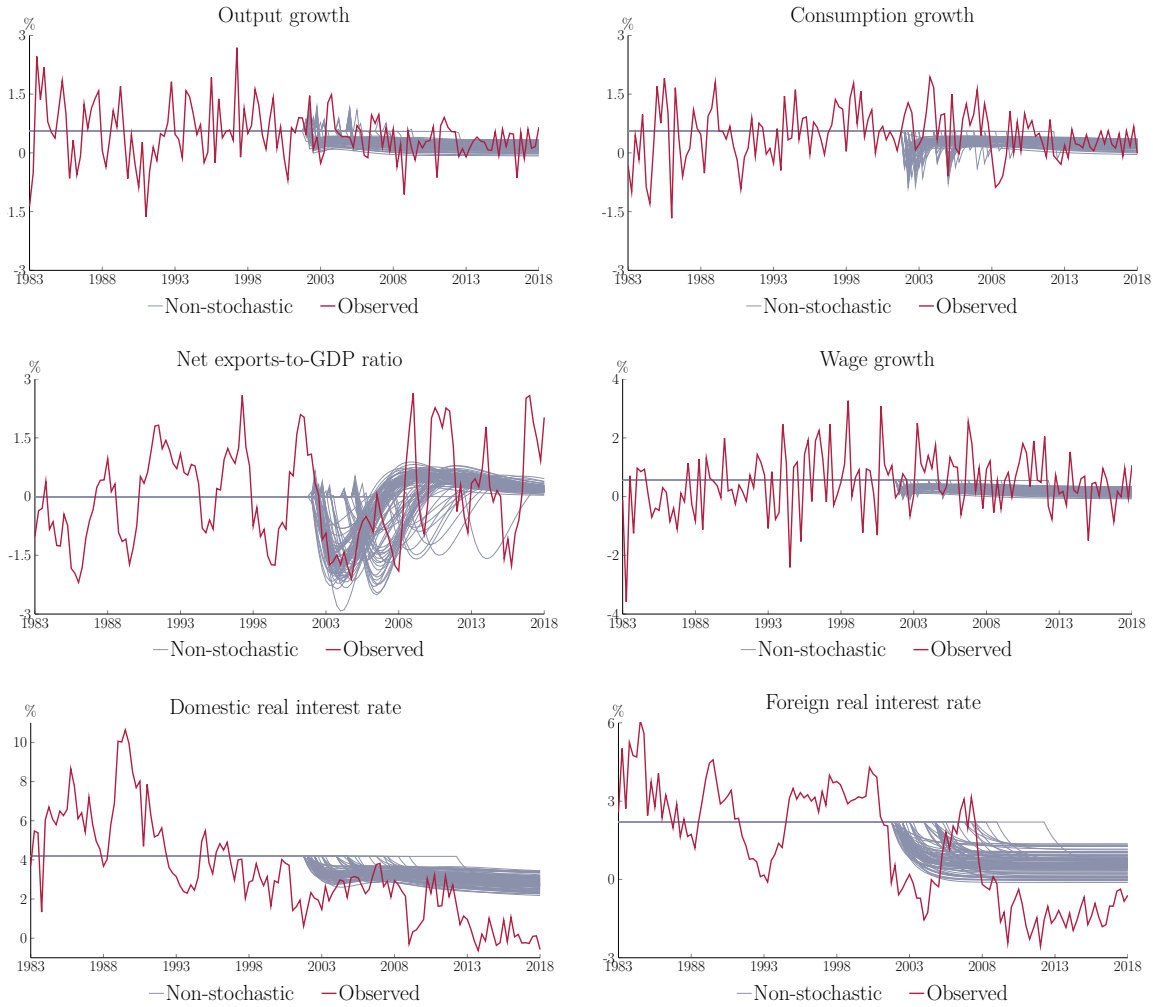 Output growth
%
3
1.5
0
-1.5
-3
1983 1988 1993 1998 2003 2008 2013 2018
Non-stochastic Observed
Consumption growth
%
3
1.5
0
-1.5
-3
1983 1988 1993 1998 2003 2008 2013 2018
Non-stochastic Observed
Net exports-to-GDP ratio
%
3
1.5
0
-1.5
-3
1983 1988 1993 1998 2003 2008 2013 2018
Non-stochastic Observed
Wage growth
%
4
2
0
-2
-4
1983 1988 1993 1998 2003 2008 2013 2018
Non-stochastic Observed
Domestic real interest rate
%
10
8
6
4
2
0
1983 1988 1993 1998 2003 2008 2013 2018
Non-stochastic Observed
Foreign real interest rate
%
6
3
0
-3
1983 1988 1993 1998 2003 2008 2013 2018
Non-stochastic Observed